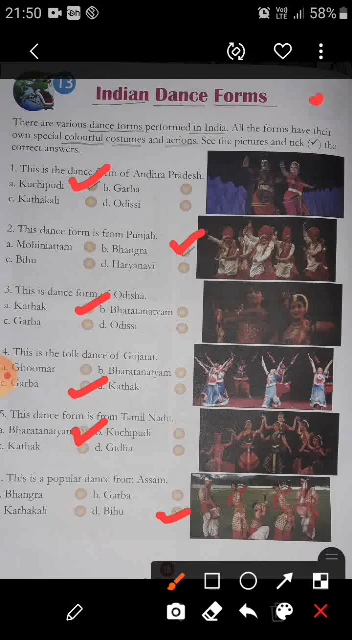 21:50
Vo)) LTE
58%
13
Indian Dance Forms
There are various dance forms performed in India. All the forms have their
own special colourful costumes and actions. See the pictures and tick (✓) the
correct answers.
1. This is the dance form of Andhra Pradesh.
a. Kuchipudi b. Garba
c. Kathakali d. Odissi
2. This dance form is from Punjab.
a. Mohiniattam b. Bhangra
c. Bihu d. Haryanavi
3. This is dance form of Odisha.
a. Kathak b. Bharatanatyam
c. Garba d. Odissi
4. This is the folk dance of Gujarat.
a. Ghoomar b. Bharatanatyam
c. Garba d. Kathak
5. This dance form is from Tamil Nadu.
a. Bharatanatyam b. Kuchipudi
c. Kathak d. Gidha
. This is a popular dance from Assam.
. Bhangra b. Garba
Kathakali d. Bihu